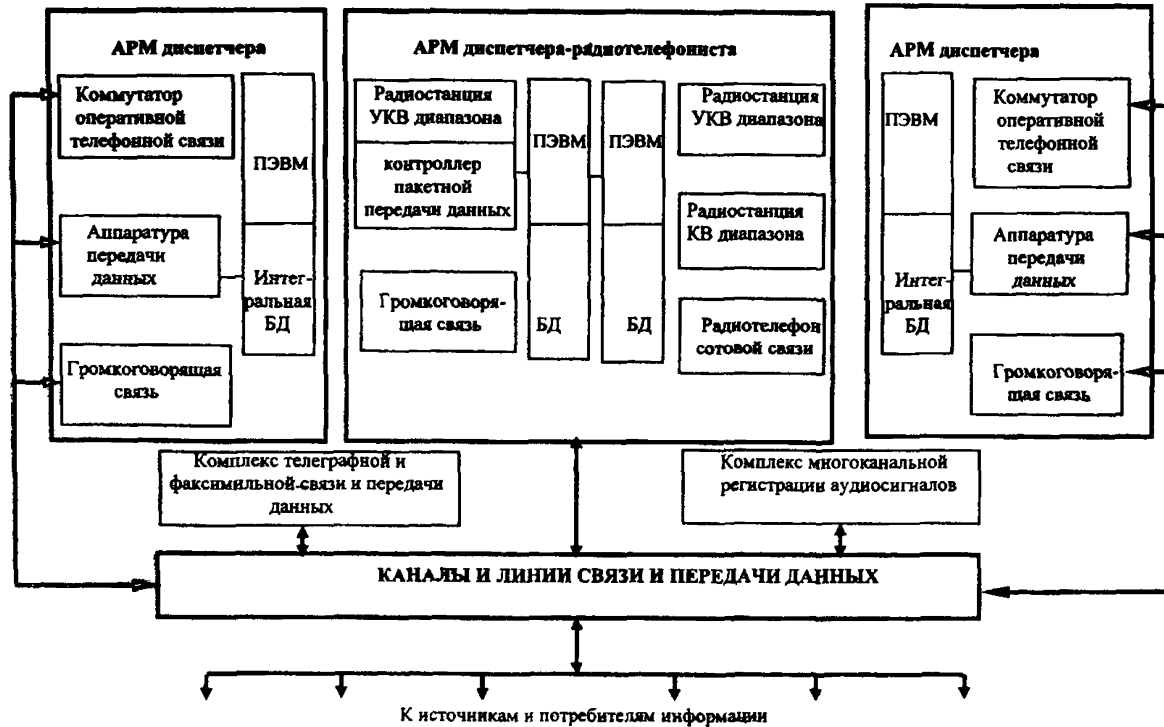 АРМ диспетчера
Коммутатор
оперативной
телефонной связи
ПЭВМ
Аппаратура
передачи
данных
Интег-
ральная
БД
Громкоговорящая
связь
АРМ диспетчера-радиотелефониста
Радиостанция
УКВ диапазона
контроллер
пакетной
передачи данных
Громкоговоря-
щая связь
ПЭВМ
БД
ПЭВМ
БД
Радиостанция
УКВ диапазона
Радиостанция
КВ диапазона
Радиотелефон
сотовой связи
АРМ диспетчера
ПЭВМ
Интег-
ральная
БД
Коммутатор
оперативной
телефонной
связи
Аппаратура
передачи
данных
Громкоговоря-
щая связь
Комплекс телеграфной и
факсимильной-связи и передачи
данных
Комплекс многоканальной
регистрации аудиосигналов
КАНАЛЫ И ЛИНИИ СВЯЗИ И ПЕРЕДАЧИ ДАННЫХ
К источникам и потребителям информации